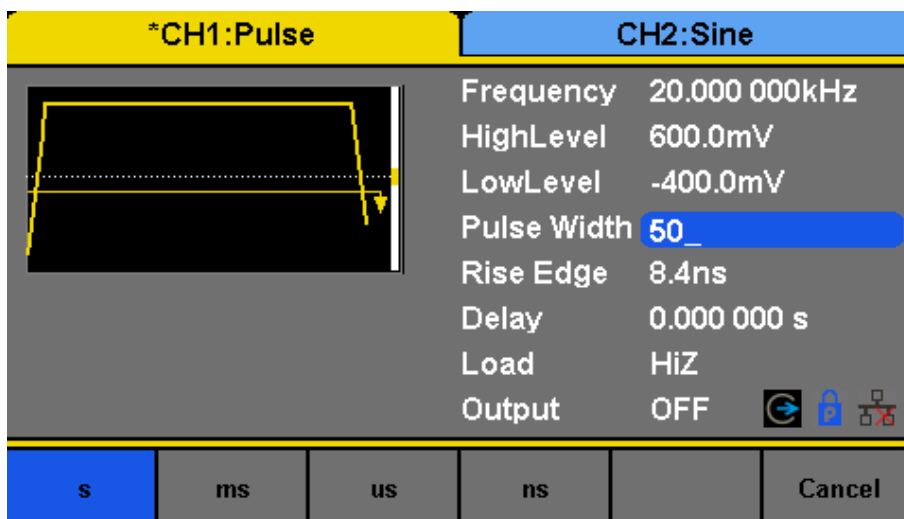 *CH1:Pulse
CH2:Sine
Frequency 20.000 000kHz
HighLevel 600.0mV
LowLevel -400.0mV
Pulse Width 50_
Rise Edge 8.4ns
Delay 0.000 000 s
Load HiZ
Output OFF P
s ms us ns Cancel